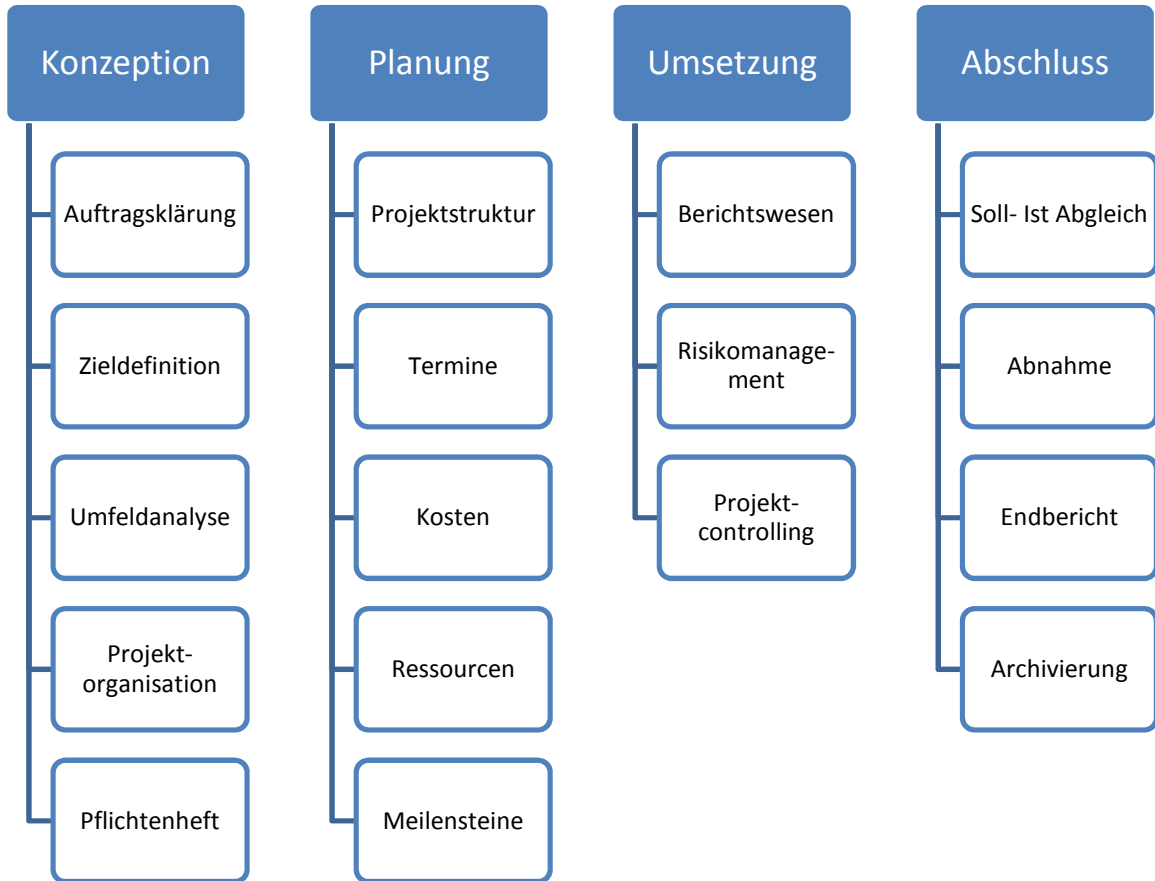 Konzeption
Auftragsklärung
Zieldefinition
Umfeldanalyse
Projekt-
organisation
Pflichtenheft
Planung
Projektstruktur
Termine
Kosten
Ressourcen
Meilensteine
Umsetzung
Berichtswesen
Risikomanage-
ment
Projekt-
controlling
Abschluss
Soll- Ist Abgleich
Abnahme
Endbericht
Archivierung